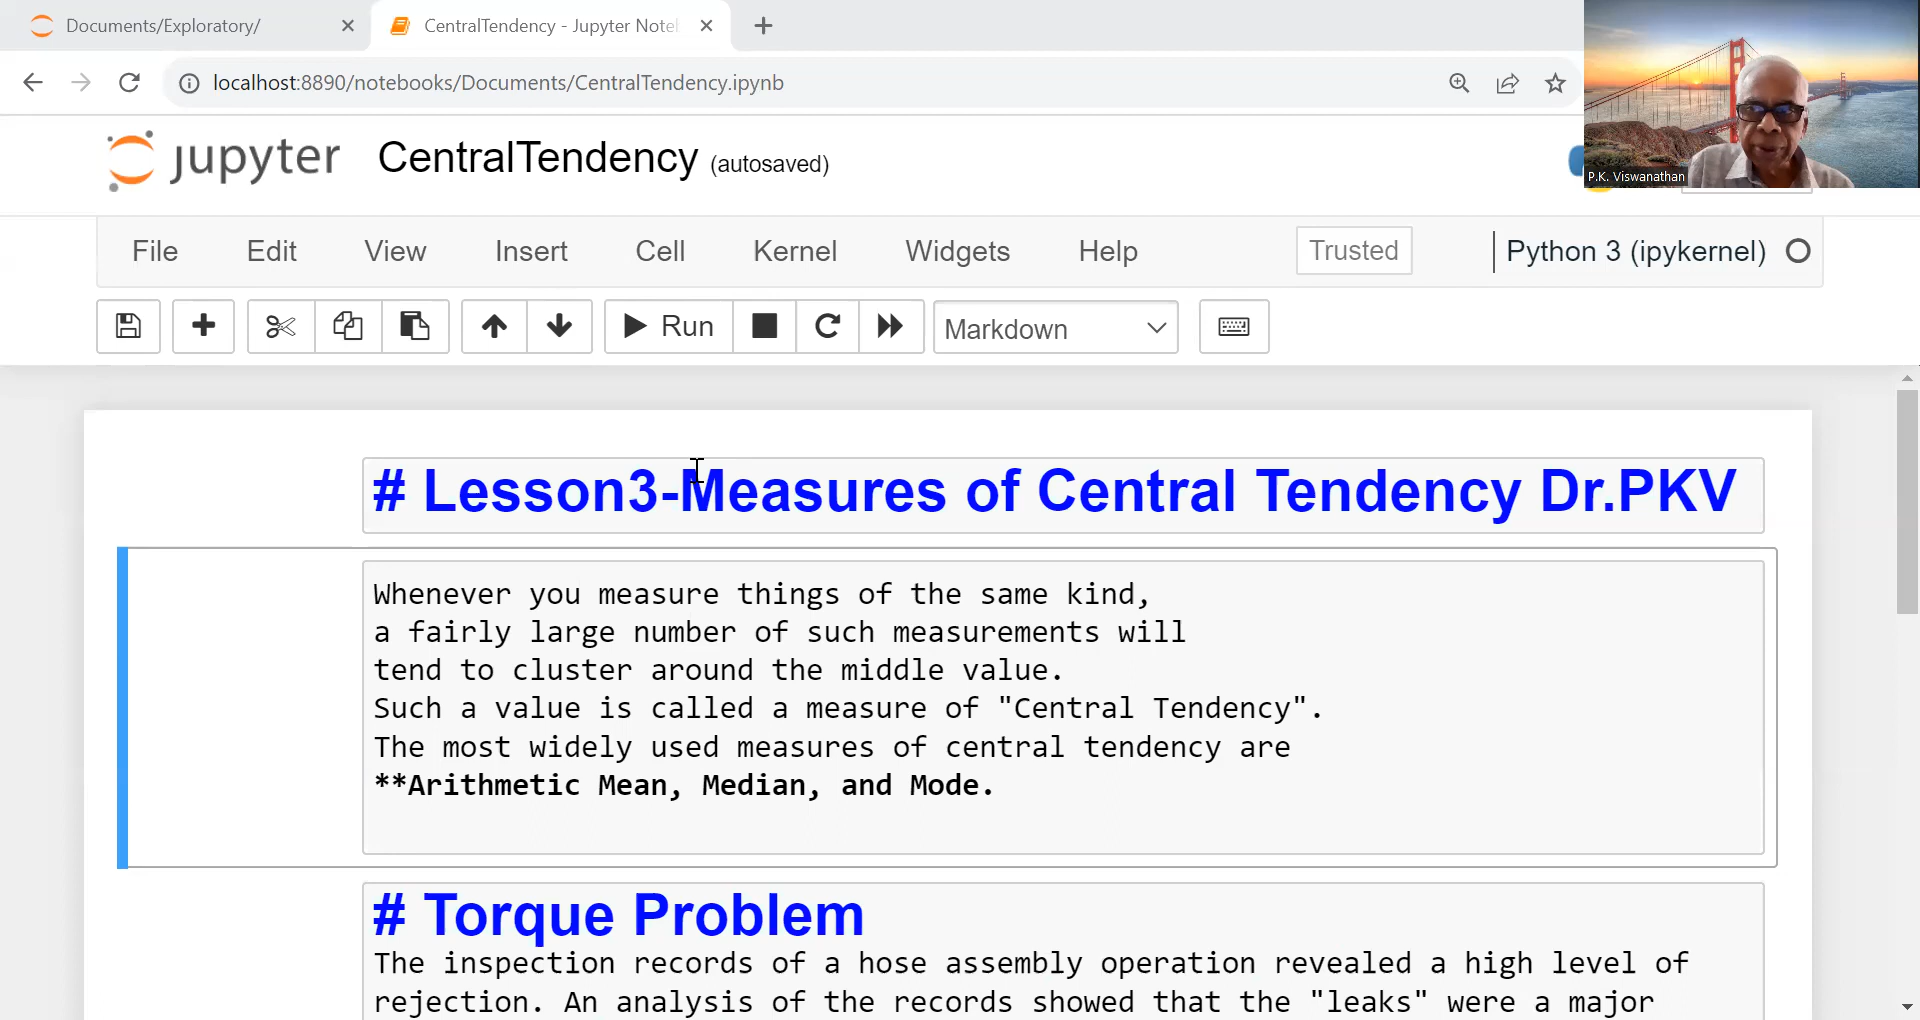 Documents/Exploratory/
CentralTendency - Jupyter Note
localhost:8890/notebooks/Documents/CentralTendency.ipynb
P.K. Viswanathan
jupyter CentralTendency (autosaved)
File Edit View Insert Cell Kernel Widgets Help Trusted Python 3 (ipykernel)
Run Markdown
# Lesson3-Measures of Central Tendency Dr.PKV
Whenever you measure things of the same kind,
a fairly large number of such measurements will
tend to cluster around the middle value.
Such a value is called a measure of "Central Tendency".
The most widely used measures of central tendency are
**Arithmetic Mean, Median, and Mode.
# Torque Problem
The inspection records of a hose assembly operation revealed a high level of
rejection. An analysis of the records showed that the "leaks" were a major